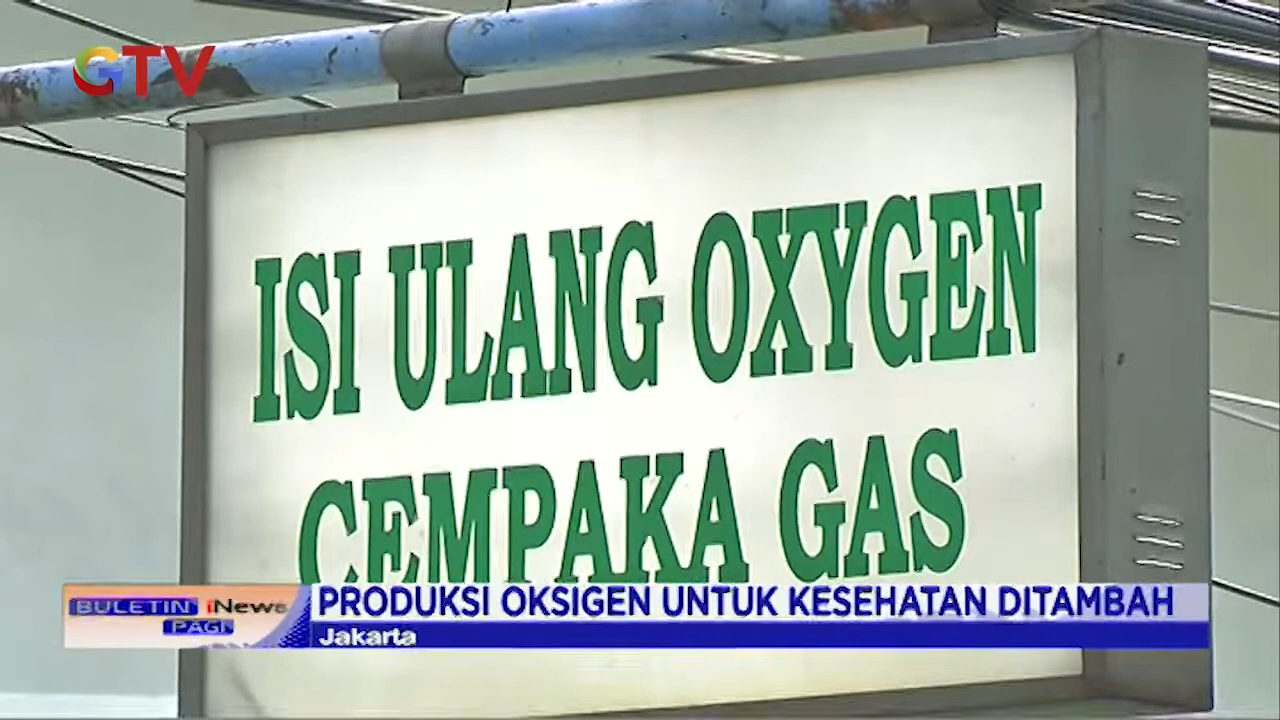 GTV
ISI ULANG OXYGEN
CEMPAKA GAS
BULETIN iNews
PAGI
PRODUKSI OKSIGEN UNTUK KESEHATAN DITAMBAH
Jakarta